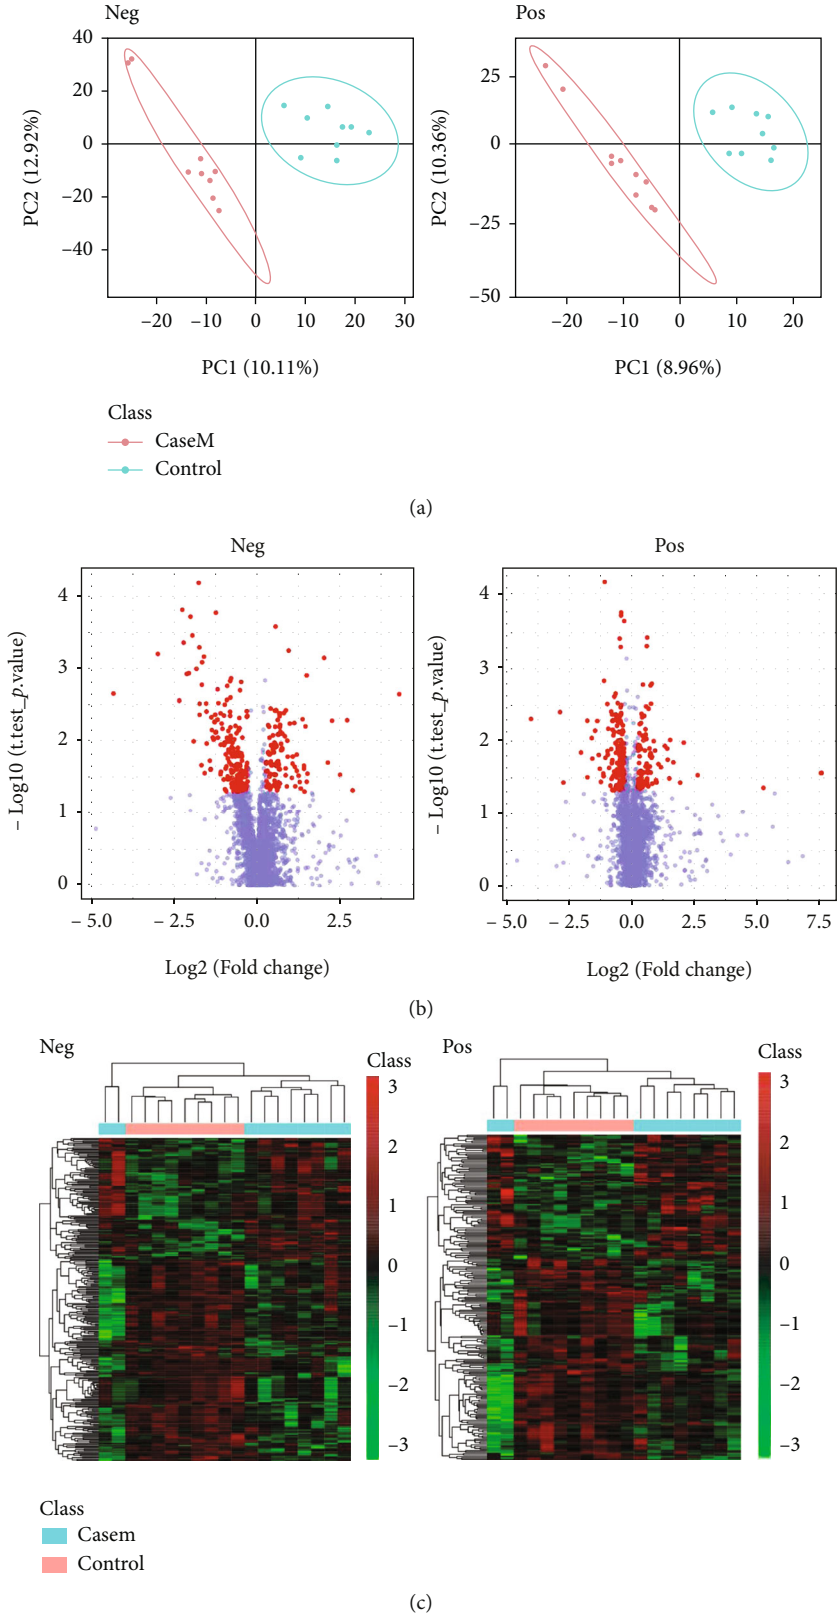 Neg
Pos
40
20
0
−20
−40
PC2 (12.92%)
−20
−10
0
10
20
30
PC1 (10.11%)
25
0
−25
−50
PC2 (10.36%)
−20
−10
0
10
20
PC1 (8.96%)
Class
CaseM
Control
(a)
Neg
Pos
4
3
2
1
0
− Log10 (t.test_p.value)
− 5.0
− 2.5
0.0
2.5
Log2 (Fold change)
4
3
2
1
0
− Log10 (t.test_p.value)
− 5.0
− 2.5
0.0
2.5
5.0
7.5
Log2 (Fold change)
(b)
Neg
Class
3
2
1
0
−1
−2
−3
Pos
Class
3
2
1
0
−1
−2
−3
Class
Casem
Control
(c)